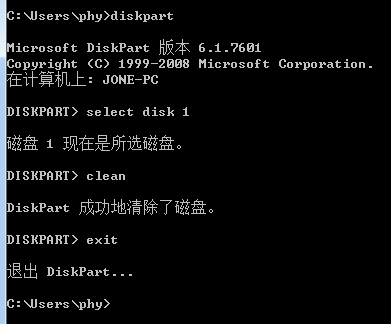 C:\Users\phy>diskpart
Microsoft DiskPart 版本 6.1.7601
Copyright (C) 1999-2008 Microsoft Corporation.
在计算机上: JONE-PC
DISKPART> select disk 1
磁盘 1 现在是所选磁盘。
DISKPART> clean
DiskPart 成功地清除了磁盘。
DISKPART> exit
退出 DiskPart...
C:\Users\phy>